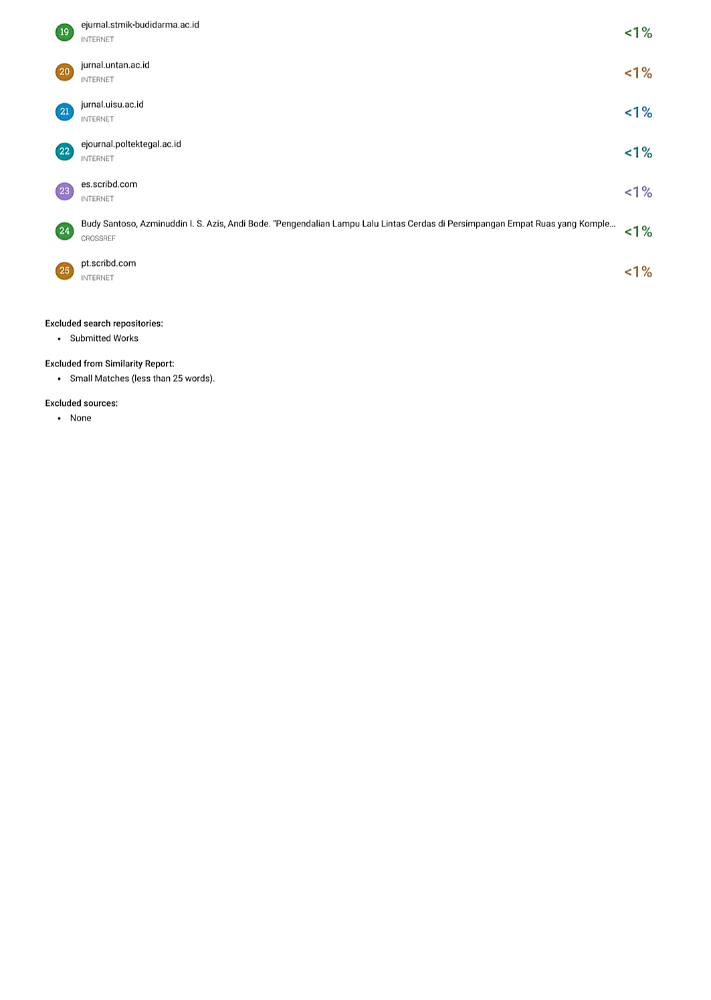 19
ejurnal.stmik-budidarma.ac.id
INTERNET
<1%
20
jurnal.untan.ac.id
INTERNET
<1%
21
jurnal.uisu.ac.id
INTERNET
<1%
22
ejournal.poltektegal.ac.id
INTERNET
<1%
23
es.scribd.com
INTERNET
<1%
24
Budy Santoso, Azminuddin I. S. Azis, Andi Bode. "Pengendalian Lampu Lalu Lintas Cerdas di Persimpangan Empat Ruas yang Komple...
CROSSREF
<1%
25
pt.scribd.com
INTERNET
<1%
Excluded search repositories:
• Submitted Works
Excluded from Similarity Report:
• Small Matches (less than 25 words).
Excluded sources:
• None